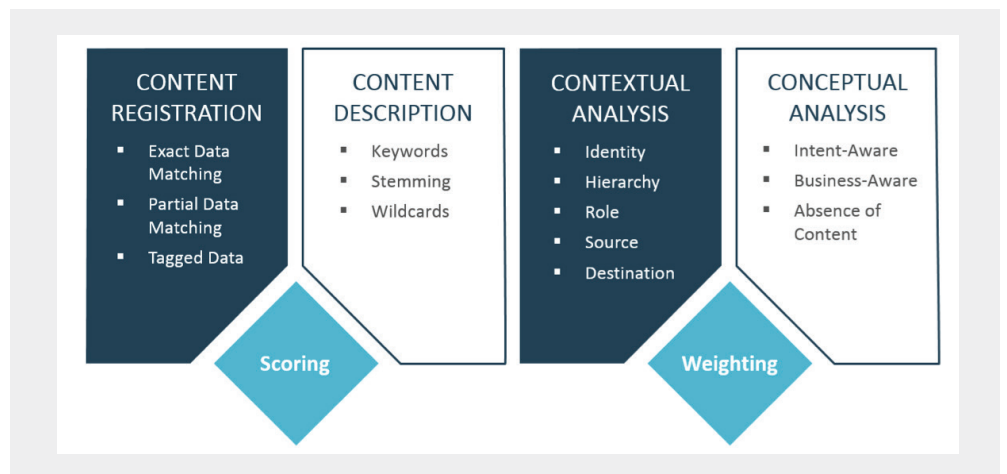 CONTENT
REGISTRATION
▪ Exact Data
Matching
▪ Partial Data
Matching
▪ Tagged Data
CONTENT
DESCRIPTION
▪ Keywords
▪ Stemming
▪ Wildcards
Scoring
CONTEXTUAL
ANALYSIS
▪ Identity
▪ Hierarchy
▪ Role
▪ Source
▪ Destination
CONCEPTUAL
ANALYSIS
▪ Intent-Aware
▪ Business-Aware
▪ Absence of
Content
Weighting